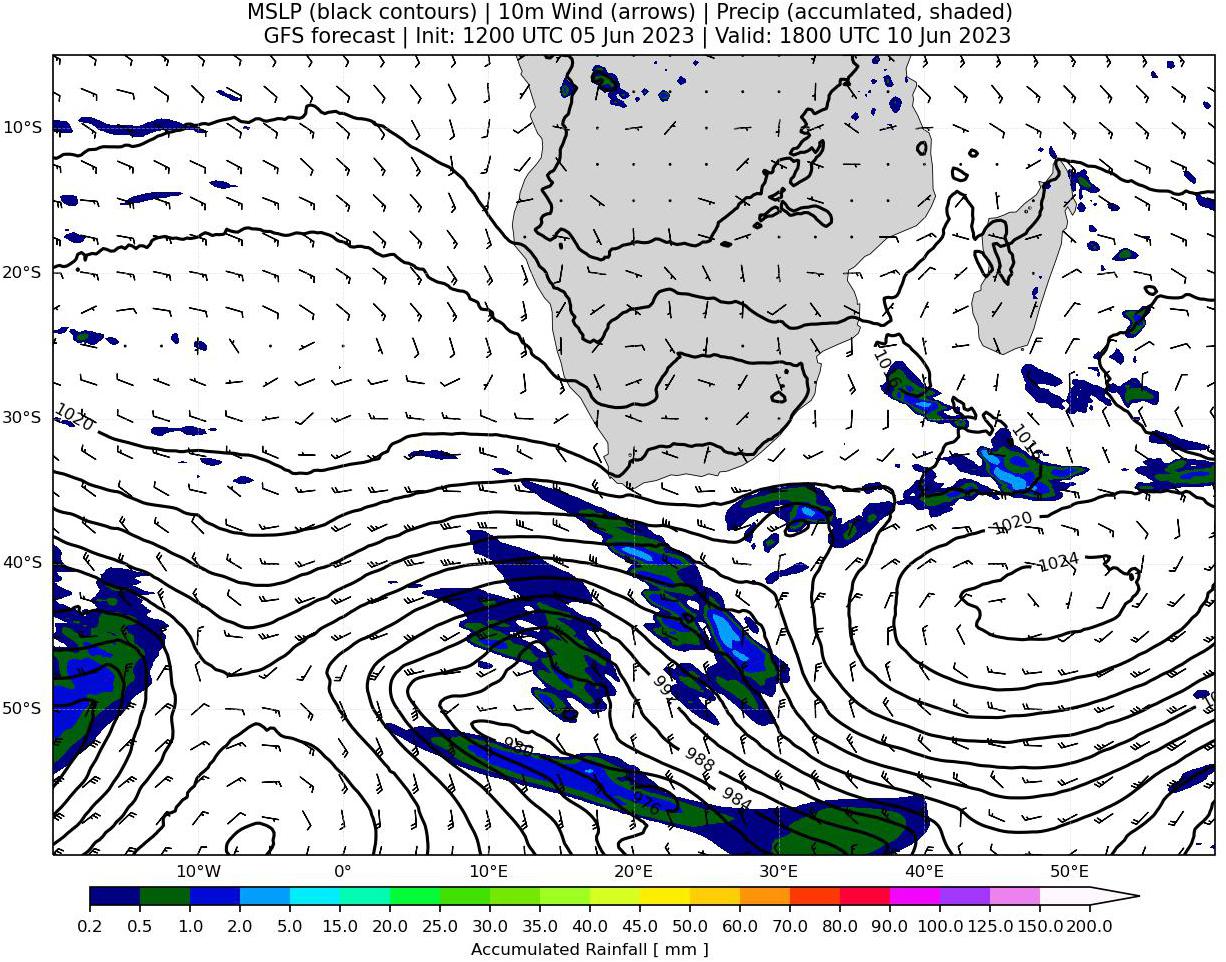 MSLP (black contours) | 10m Wind (arrows) | Precip (accumlated, shaded)
GFS forecast | Init: 1200 UTC 05 Jun 2023 | Valid: 1800 UTC 10 Jun 2023
10°S
20°S
1016
1020
30°S
1016
1020
40°S
1024
50°S
980
988
976
984
10°W
0°
10°E
20°E
30°E
40°E
50°E
0.2 0.5 1.0 2.0 5.0 10.0 15.0 20.0 25.0 30.0 35.0 40.0 45.0 50.0 60.0 70.0 80.0 90.0 100.0 125.0 150.0 200.0
Accumulated Rainfall [ mm ]